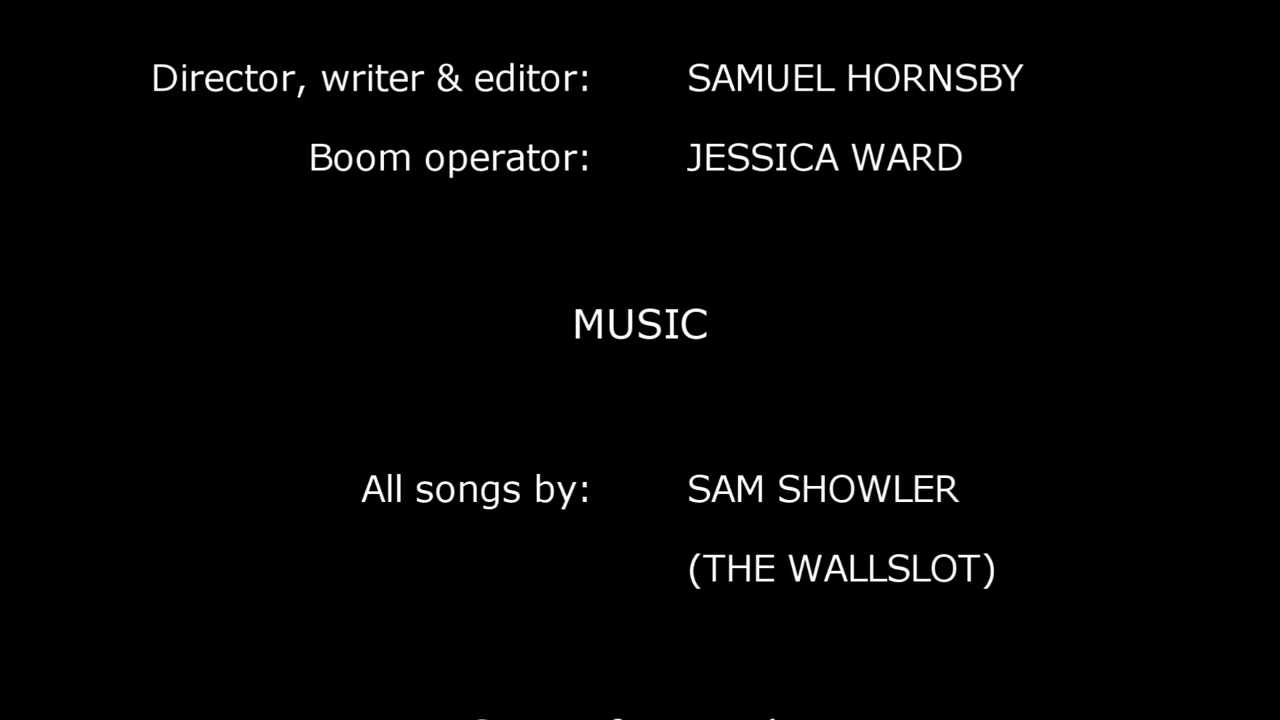 Director, writer & editor: SAMUEL HORNSBY
Boom operator: JESSICA WARD
MUSIC
All songs by: SAM SHOWLER
(THE WALLSLOT)